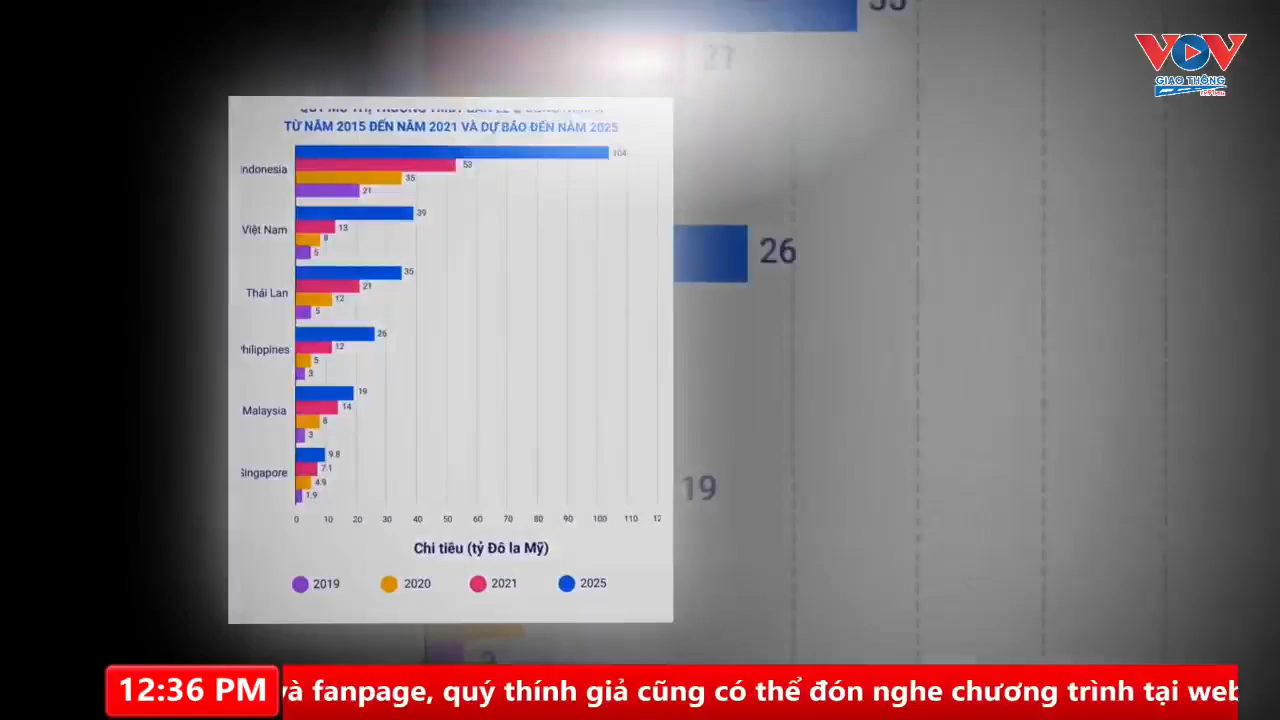 35
21
VOV
GIAO THÔNG
TỪ NĂM 2015 ĐẾN NĂM 2021 VÀ DỰ BÁO ĐẾN NĂM 2025
104
Indonesia
53
35
21
39
Việt Nam
13
8
5
35
Thái Lan
21
12
5
26
26
Philippines
12
5
3
19
Malaysia
14
8
3
9.8
Singapore
7.1
4.9
1.9
19
0 10 20 30 40 50 60 70 80 90 100 110 12
Chi tiêu (tỷ Đô la Mỹ)
2019 2020 2021 2025
12:36 PM
và fanpage, quý thính giả cũng có thể đón nghe chương trình tại web